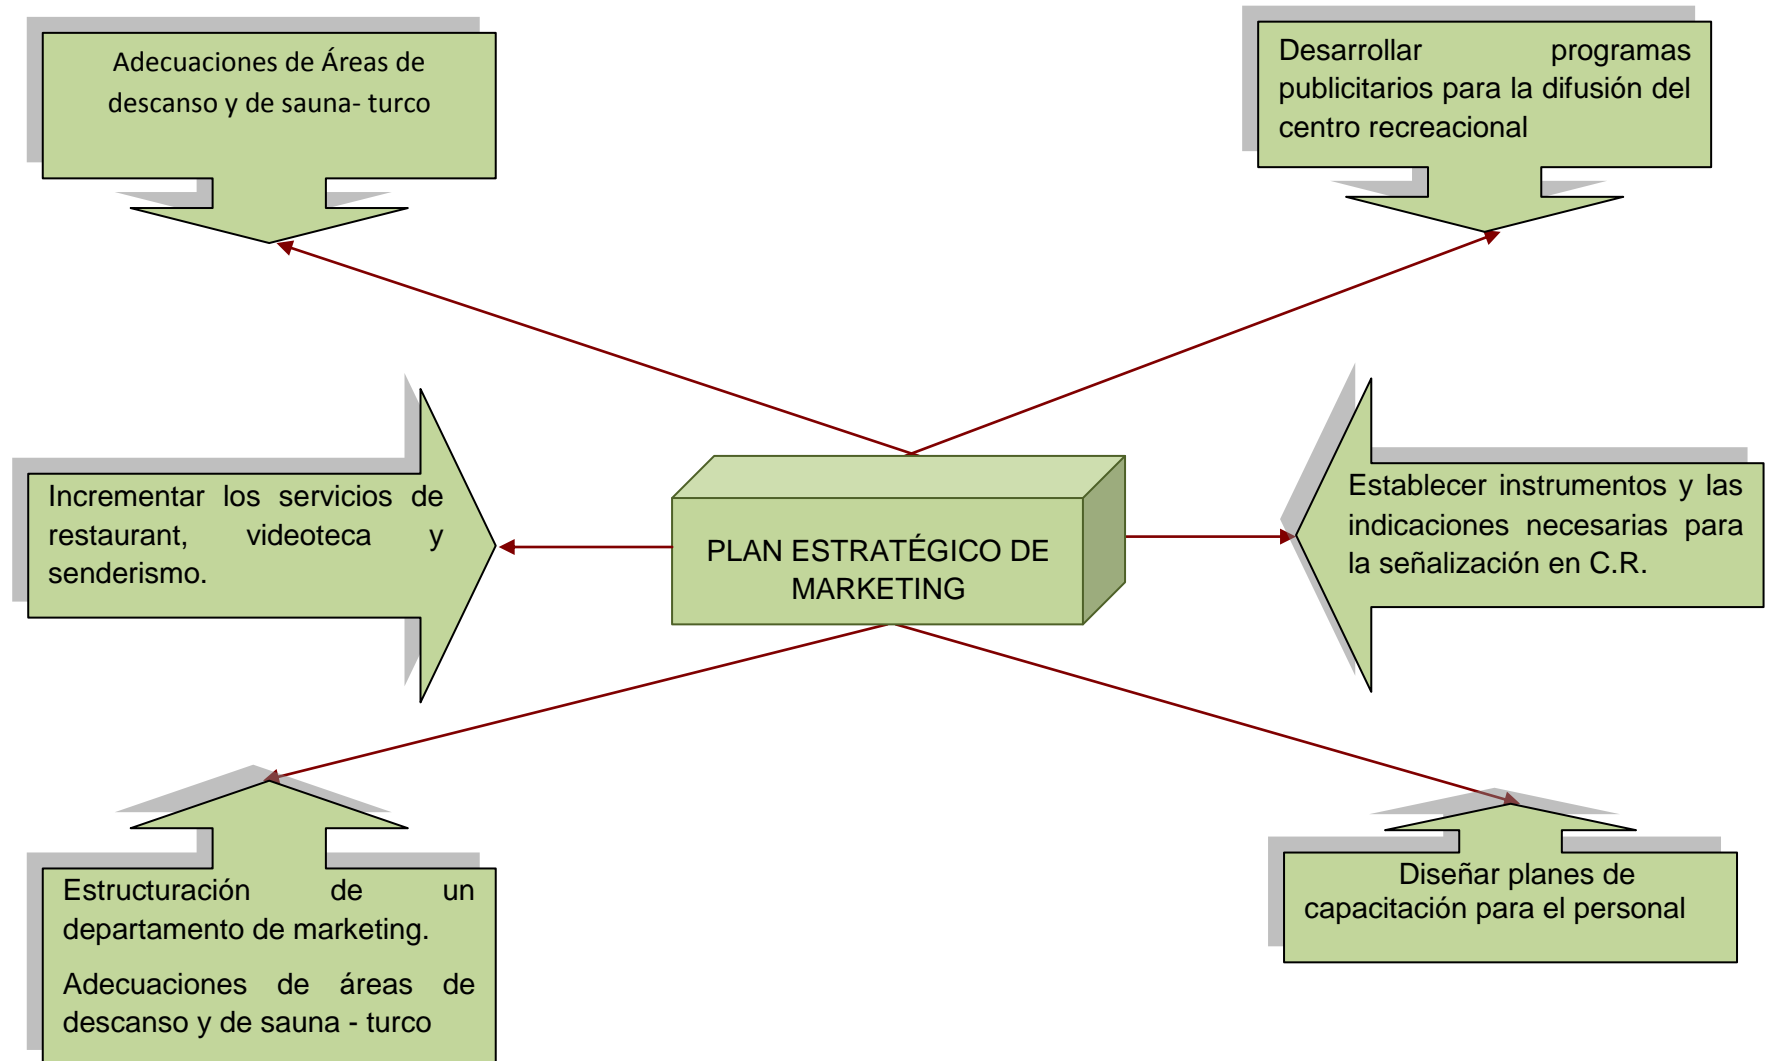 Adecuaciones de Áreas de
descanso y de sauna- turco
Desarrollar programas
publicitarios para la difusión del
centro recreacional
Incrementar los servicios de
restaurant, videoteca y
senderismo.
PLAN ESTRATÉGICO DE
MARKETING
Establecer instrumentos y las
indicaciones necesarias para
la señalización en C.R.
Estructuración de un
departamento de marketing.
Adecuaciones de áreas de
descanso y de sauna - turco
Diseñar planes de
capacitación para el personal